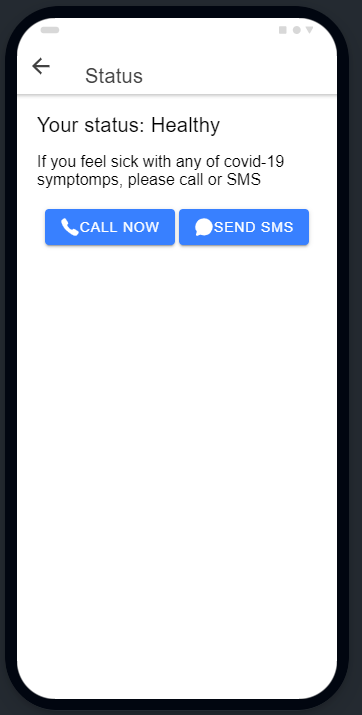 Status
Your status: Healthy
If you feel sick with any of covid-19
symptomps, please call or SMS
CALL NOW SEND SMS